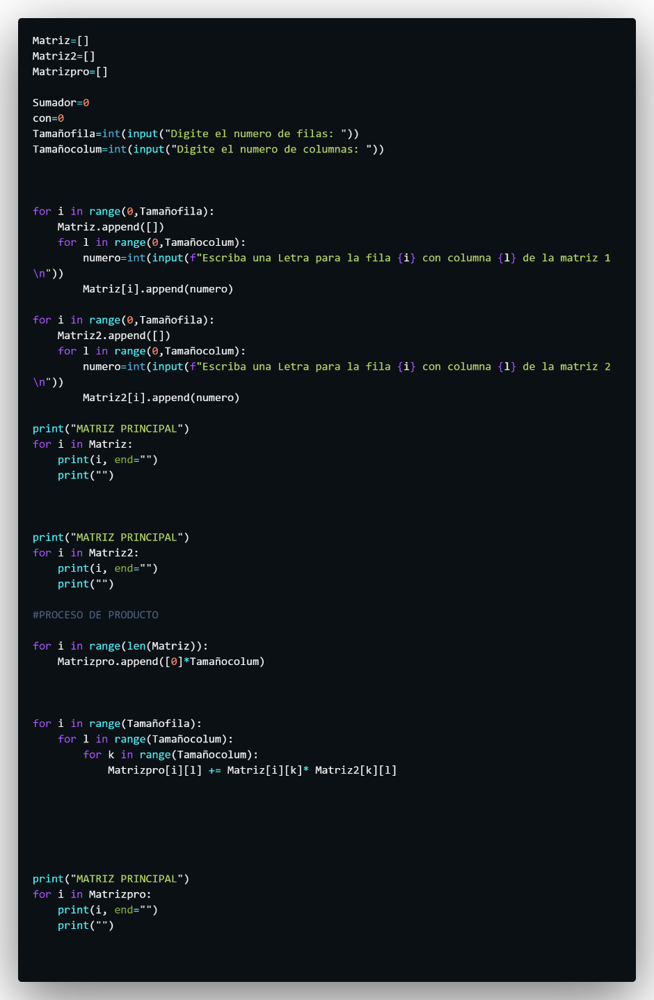 Matriz=[]
Matriz2=[]
Matrizpro=[]

Sumador=0
con=0
Tamañofila=int(input("Digite el numero de filas: "))
Tamañocolum=int(input("Digite el numero de columnas: "))

for i in range(0,Tamañofila):
    Matriz.append([])
    for l in range(0,Tamañocolum):
        numero=int(input(f"Escriba una Letra para la fila {i} con columna {l} de la matriz 1
\n"))
        Matriz[i].append(numero)

for i in range(0,Tamañofila):
    Matriz2.append([])
    for l in range(0,Tamañocolum):
        numero=int(input(f"Escriba una Letra para la fila {i} con columna {l} de la matriz 2
\n"))
        Matriz2[i].append(numero)

print("MATRIZ PRINCIPAL")
for i in Matriz:
    print(i, end="")
    print("")

print("MATRIZ PRINCIPAL")
for i in Matriz2:
    print(i, end="")
    print("")

#PROCESO DE PRODUCTO

for i in range(len(Matriz)):
    Matrizpro.append([0]*Tamañocolum)

for i in range(Tamañofila):
    for l in range(Tamañocolum):
        for k in range(Tamañocolum):
            Matrizpro[i][l] += Matriz[i][k]* Matriz2[k][l]

print("MATRIZ PRINCIPAL")
for i in Matrizpro:
    print(i, end="")
    print("")